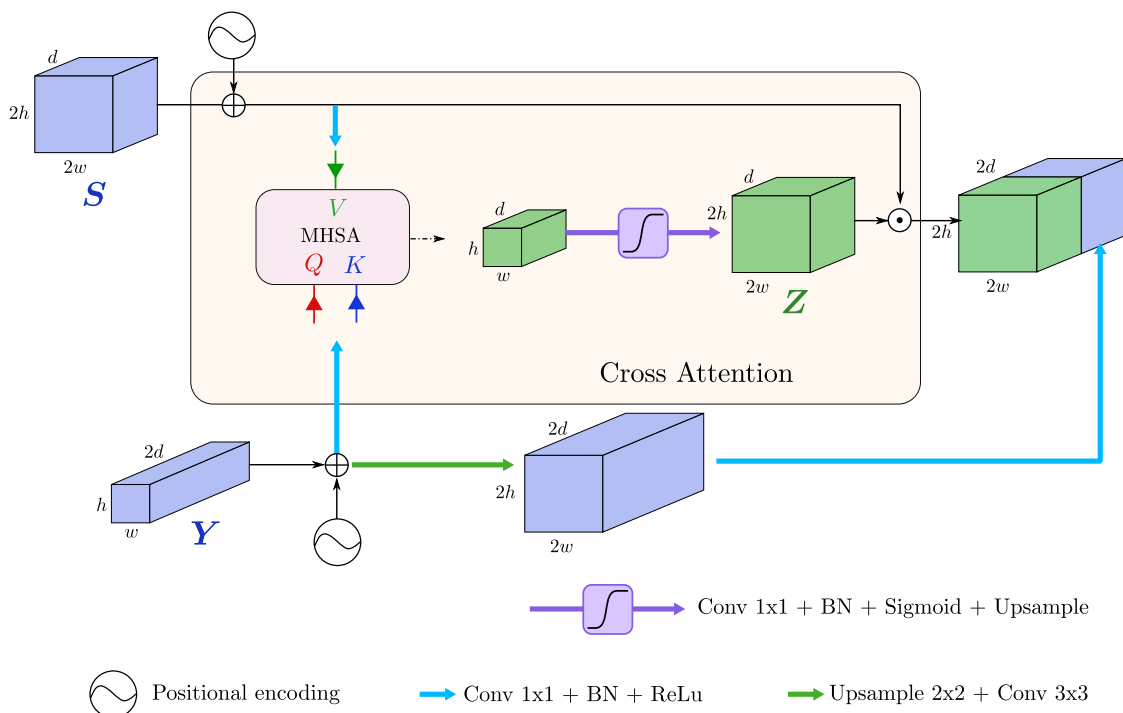 d
2h
2w
S
V
MHSA
Q K
d
h
w
d
2h
2w
Z
2d
2h
2w
Cross Attention
2d
h
w
Y
2d
2h
2w
Conv 1x1 + BN + Sigmoid + Upsample
Positional encoding
Conv 1x1 + BN + ReLu
Upsample 2x2 + Conv 3x3